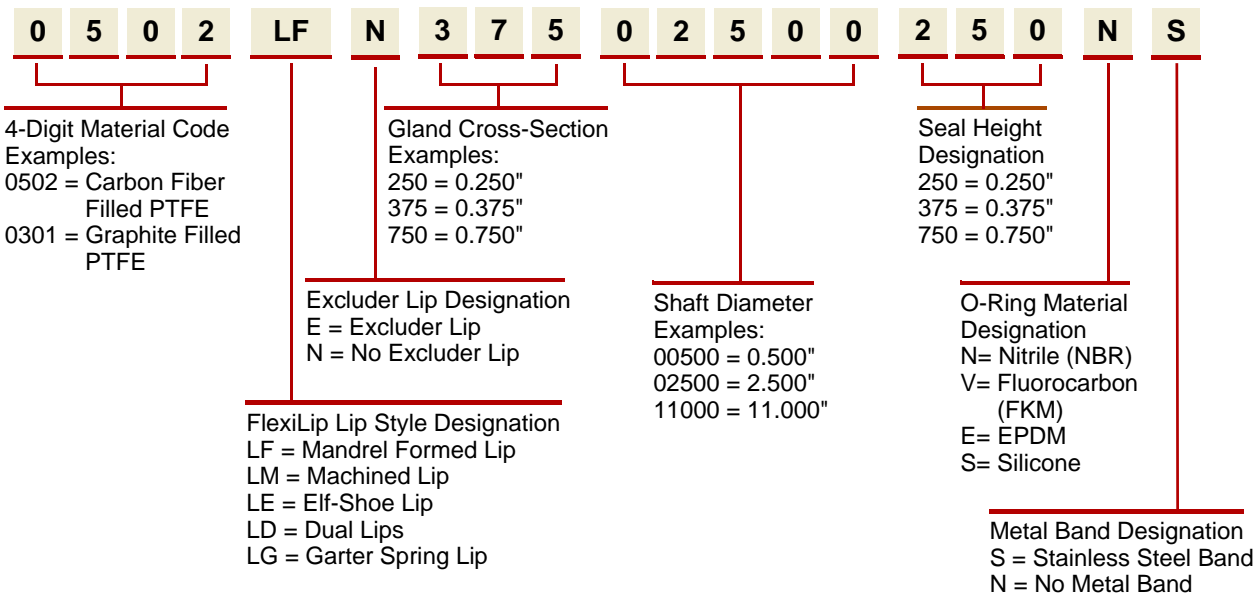 0 5 0 2 LF N 3 7 5 0 2 5 0 0 2 5 0 N S
4-Digit Material Code
Examples:
0502 = Carbon Fiber
Filled PTFE
0301 = Graphite Filled
PTFE
Gland Cross-Section
Examples:
250 = 0.250"
375 = 0.375"
750 = 0.750"
Seal Height
Designation
250 = 0.250"
375 = 0.375"
750 = 0.750"
Excluder Lip Designation
E = Excluder Lip
N = No Excluder Lip
Shaft Diameter
Examples:
00500 = 0.500"
02500 = 2.500"
11000 = 11.000"
O-Ring Material
Designation
N= Nitrile (NBR)
V= Fluorocarbon
(FKM)
E= EPDM
S= Silicone
FlexiLip Lip Style Designation
LF = Mandrel Formed Lip
LM = Machined Lip
LE = Elf-Shoe Lip
LD = Dual Lips
LG = Garter Spring Lip
Metal Band Designation
S = Stainless Steel Band
N = No Metal Band